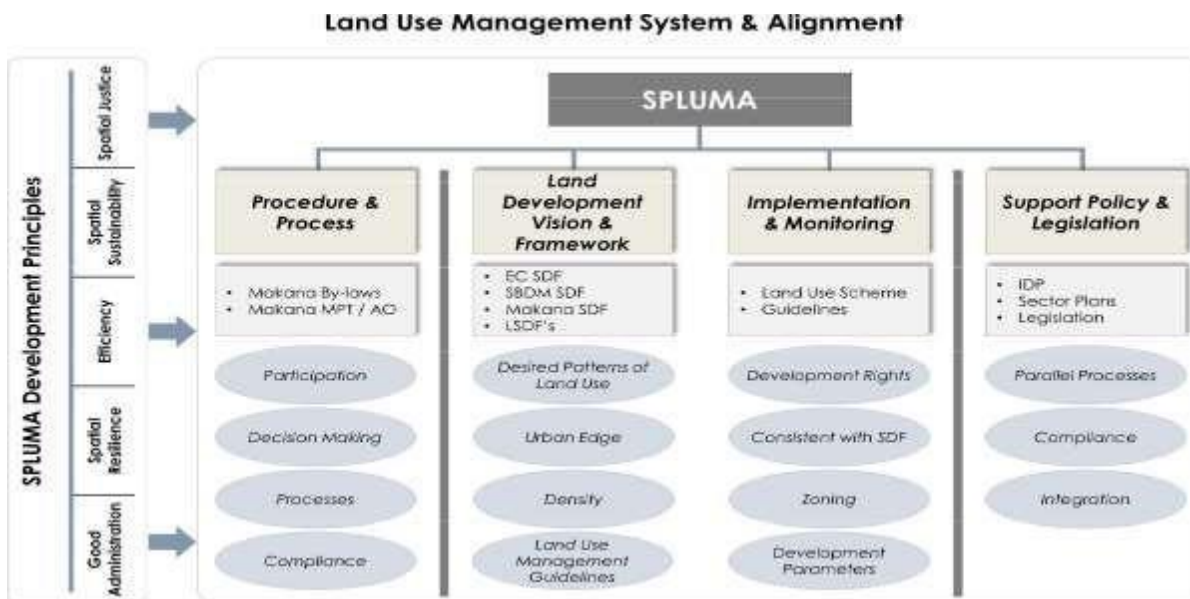 Land Use Management System & Alignment
SPLUMA Development Principles
Spatial Justice
Spatial
Sustainability
Efficiency
Spatial
Resilience
Good
Administration
SPLUMA
Procedure &
Process
• Makana By-laws
• Makana MPT / AO
Participation
Decision Making
Processes
Compliance
Land
Development
Vision &
Framework
• EC SDF
• SBDM SDF
• Makana SDF
• LSDF's
Desired Patterns of
Land Use
Urban Edge
Density
Land Use
Management
Guidelines
Implementation
& Monitoring
• Land Use Scheme
• Guidelines
Development Rights
Consistent with SDF
Zoning
Development
Parameters
Support Policy &
Legislation
• IDP
• Sector Plans
• Legislation
Parallel Processes
Compliance
Integration